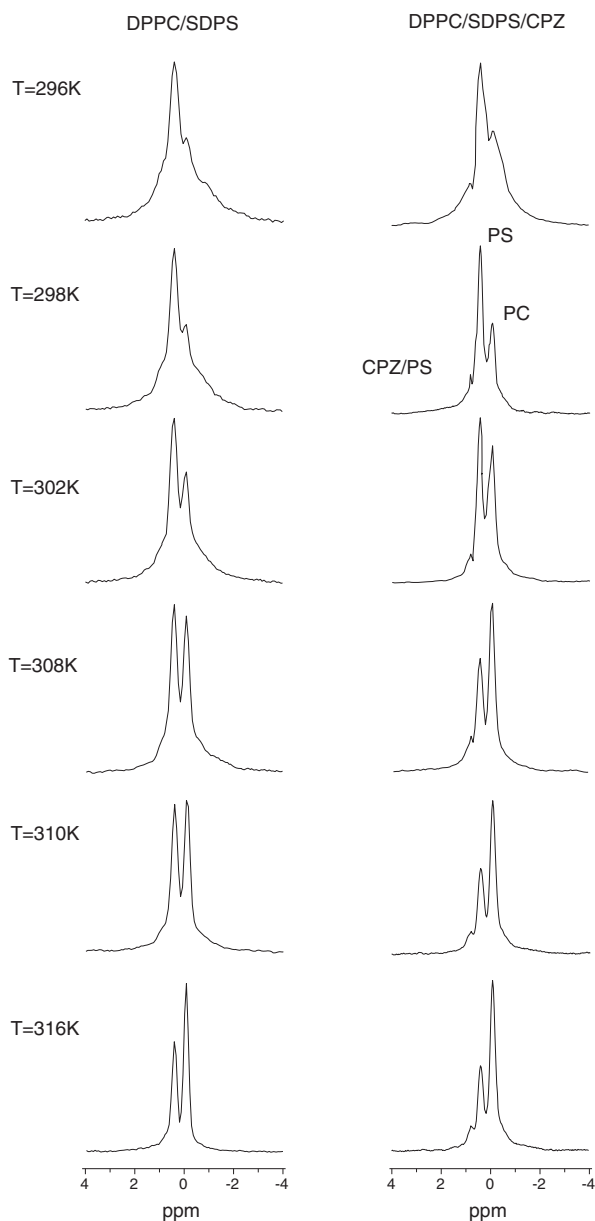 DPPC/SDPS DPPC/SDPS/CPZ
T=296K
PS
T=298K
PC
CPZ/PS
T=302K
T=308K
T=310K
T=316K
4 2 0 -2 -4 4 2 0 -2 -4
ppm ppm